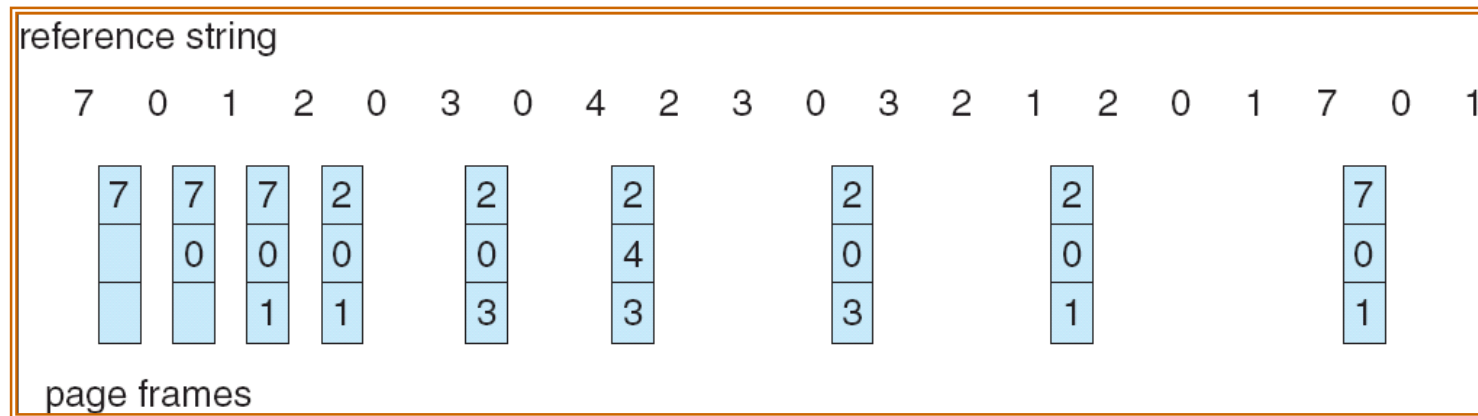 reference string
7 0 1 2 0 3 0 4 2 3 0 3 2 1 2 0 1 7 0 1
7 7 7 2 2 2 2 2 7
0 0 0 0 4 0 0 0
1 1 3 3 3 1 1
page frames